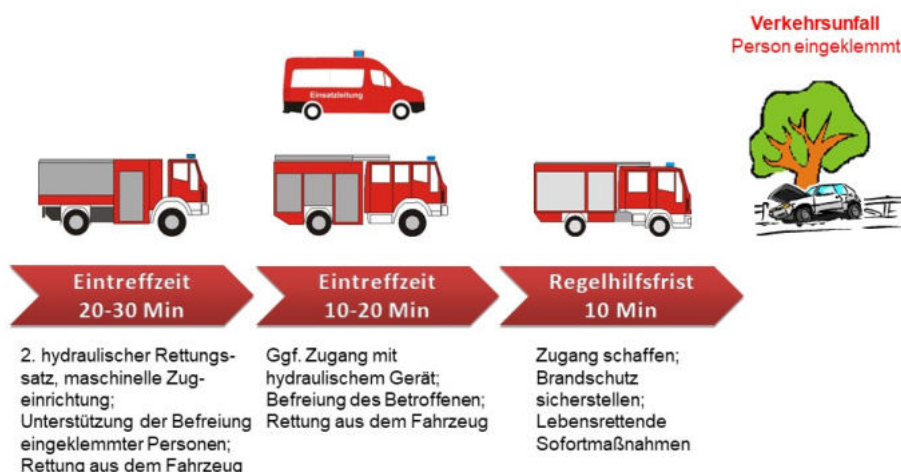 Verkehrsunfall
Person eingeklemmt
Einsatzleitung
Eintreffzeit
20-30 Min
Eintreffzeit
10-20 Min
Regelhilfsfrist
10 Min
2. hydraulischer Rettungs-
satz, maschinelle Zug-
einrichtung;
Unterstützung der Befreiung
eingeklemmter Personen;
Rettung aus dem Fahrzeug
Ggf. Zugang mit
hydraulischem Gerät;
Befreiung des Betroffenen;
Rettung aus dem Fahrzeug
Zugang schaffen;
Brandschutz
sicherstellen;
Lebensrettende
Sofortmaßnahmen